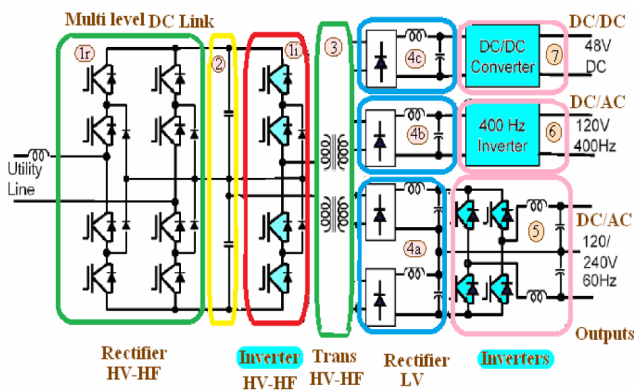 Multi level DC Link
DC/DC
1r
2
1i
3
4c
DC/DC
Converter
7
48V
DC
DC/AC
4b
400 Hz
Inverter
6
120V
400Hz
Utility
Line
4a
5
DC/AC
120/
240V
60Hz
Outputs
Rectifier
HV-HF
Inverter
HV-HF
Trans
HV-HF
Rectifier
LV
Inverters